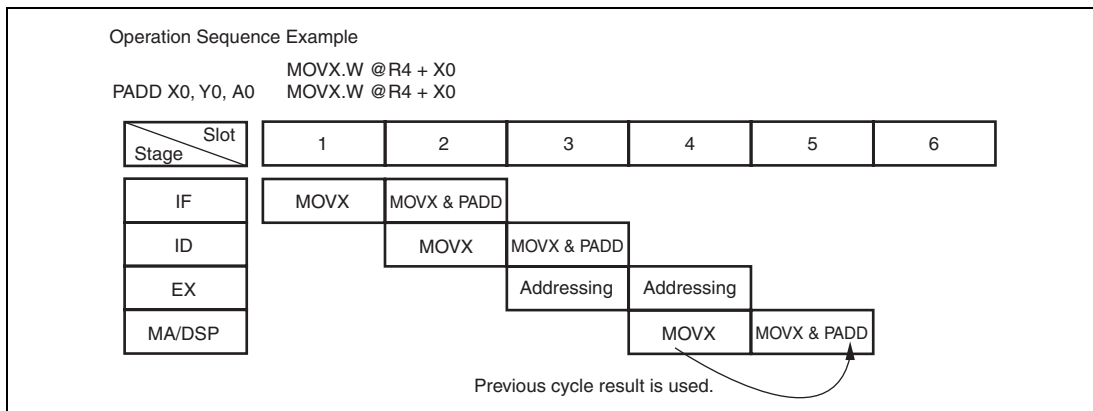 Operation Sequence Example
MOVX.W @R4 + X0
PADD X0, Y0, A0 MOVX.W @R4 + X0
Slot
Stage
1 2 3 4 5 6
IF MOVX MOVX & PADD
ID MOVX MOVX & PADD
EX Addressing Addressing
MA/DSP MOVX MOVX & PADD
Previous cycle result is used.